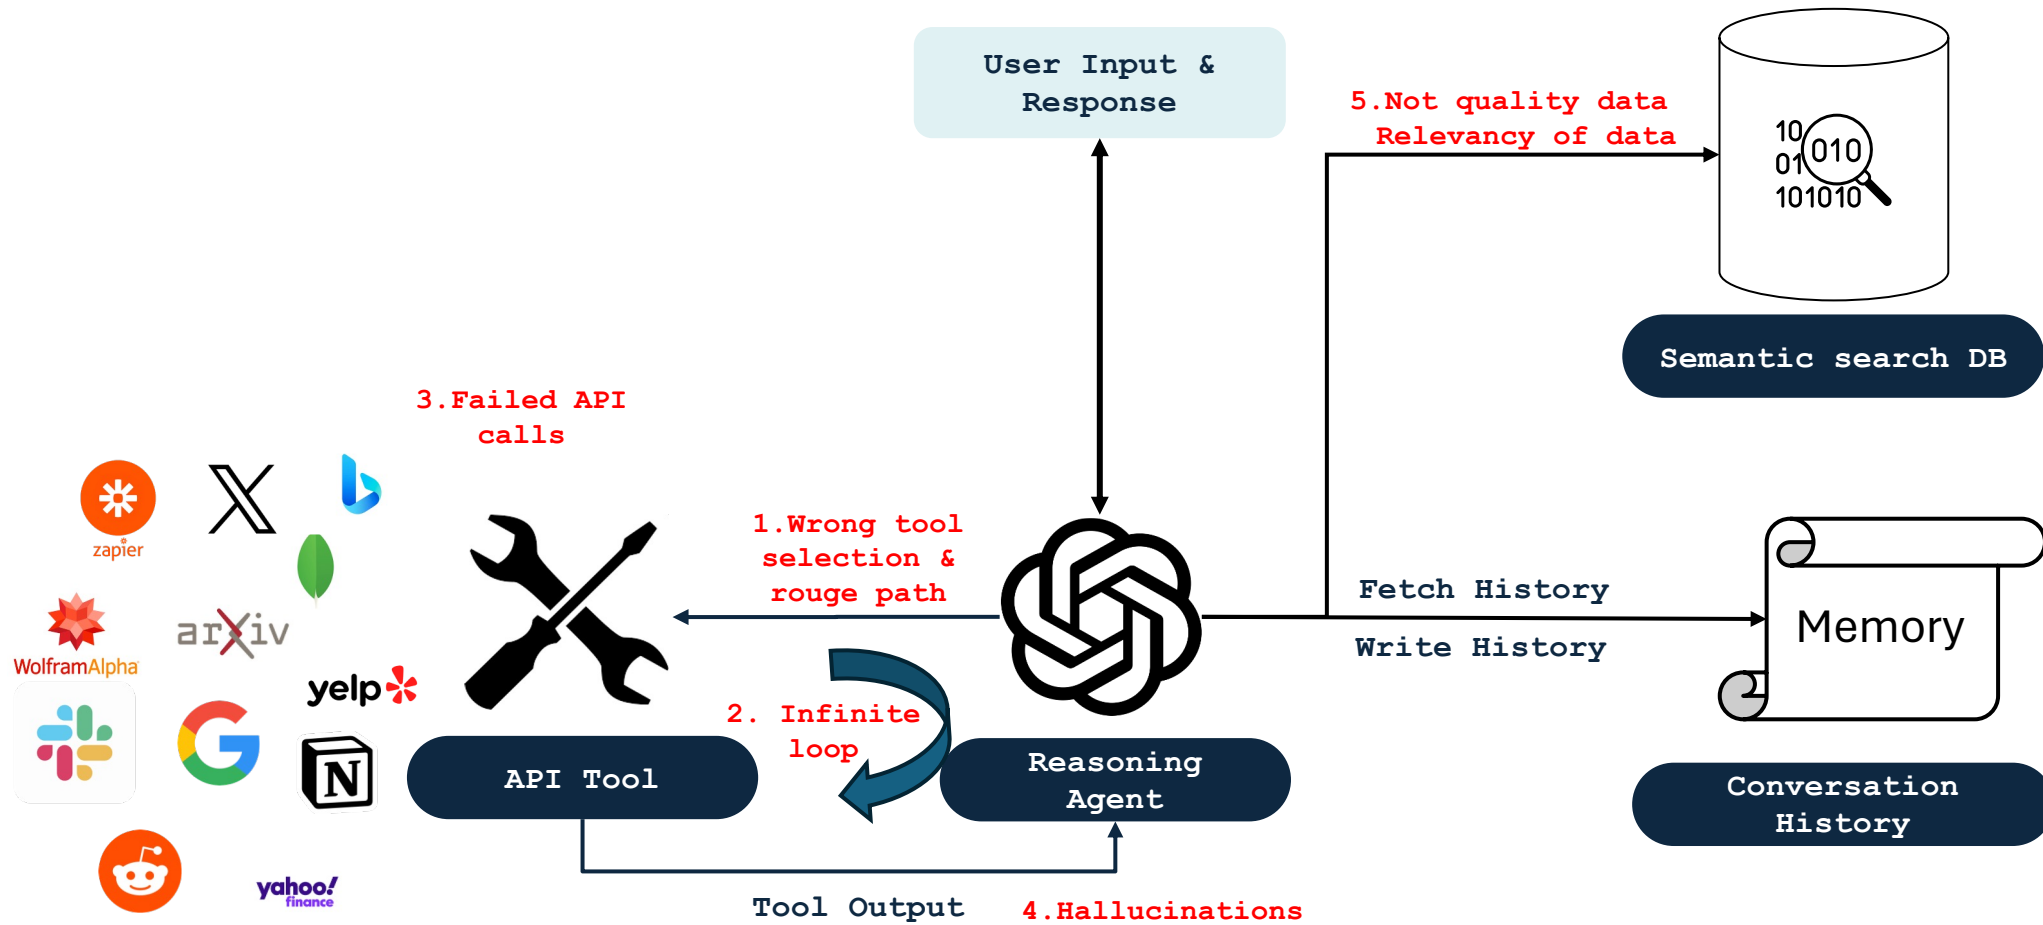 User Input &
Response
5.Not quality data
Relevancy of data
10
010
01
101010
Semantic search DB
3.Failed API
calls
zapier
1.Wrong tool
selection &
rouge path
arXiv
WolframAlpha
yelp
Fetch History
Write History
Memory
2. Infinite
loop
N
API Tool
Reasoning
Agent
Conversation
History
yahoo!
finance
Tool Output
4.Hallucinations